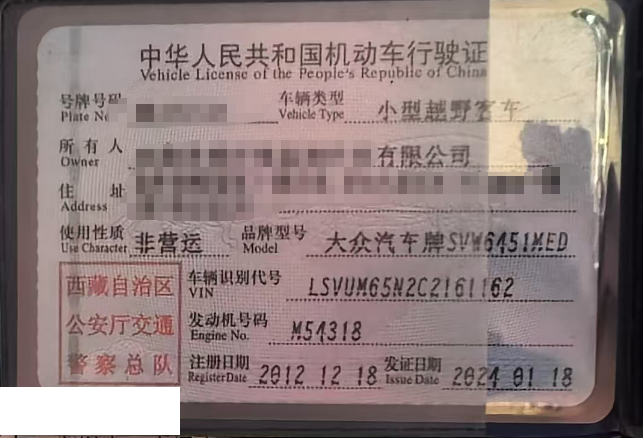 中华人民共和国机动车行驶证
Vehicle License of the People's Republic of China
号牌号码 车辆类型 小型越野客车
Plate No Vehicle Type
所有人 有限公司
Owner
住址
Address
使用性质 非营运 品牌型号 大众汽车牌SVW6451MED
Use Character Model
西藏自治区 车辆识别代号 LSVUM65N2C2161162
VIN
公安厅交通 发动机号码 M54318
Engine No.
警察总队 注册日期 2012 12 18 发证日期 2024 01 18
Register Date Issue Date